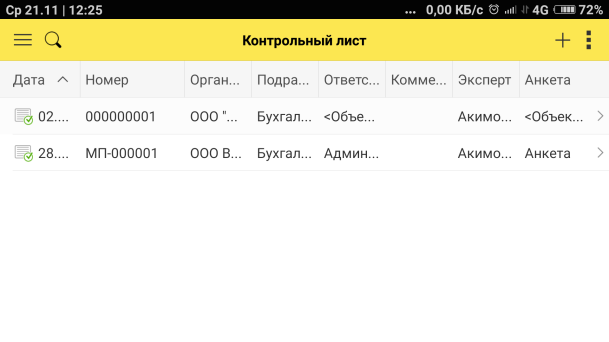 Ср 21.11 | 12:25 ... 0,00 КБ/с 4G 72%
Контрольный лист
Дата Номер Орган... Подра... Ответс... Комме... Эксперт Анкета
02.... 000000001 ООО "... Бухгал... <Объе... Акимо... <Объек...
28.... МП-000001 ООО В... Бухгал... Админ... Акимо... Анкета